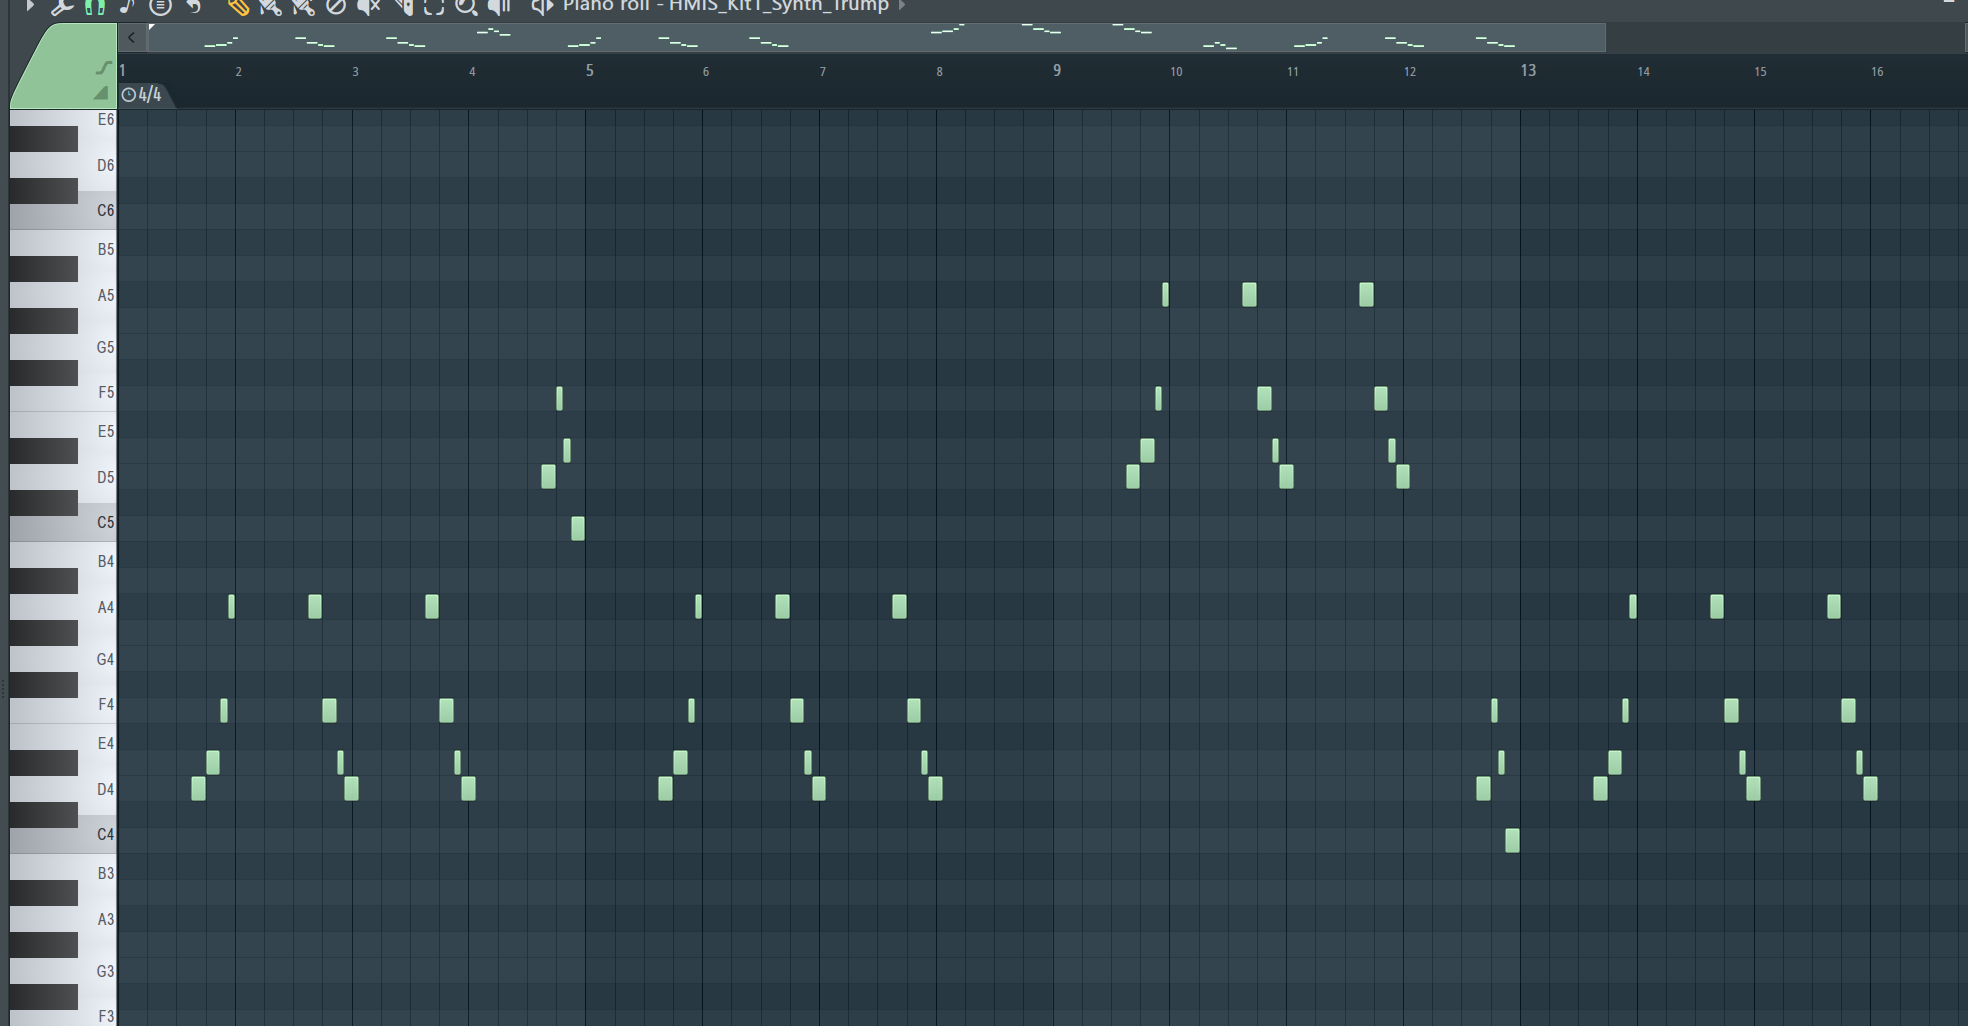 Piano roll - HMIS_Kit1_Synth_Trump
1 2 3 4 5 6 7 8 9 10 11 12 13 14 15 16
4/4
E6
D6
C6
B5
A5
G5
F5
E5
D5
C5
B4
A4
G4
F4
E4
D4
C4
B3
A3
G3
F3